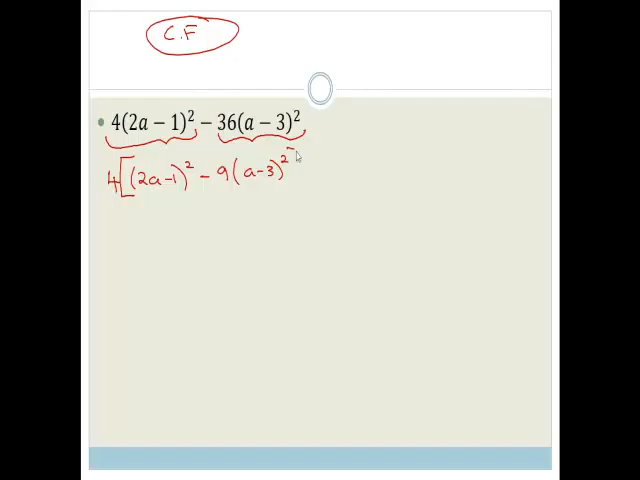 C.F
• 4(2a − 1)² − 36(a − 3)²
4[(2a-1)² - 9(a-3)²